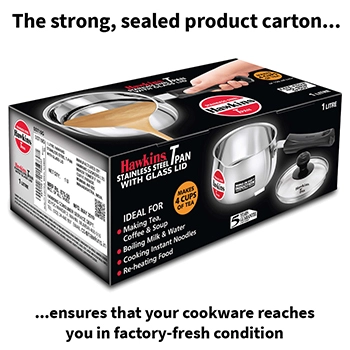 The strong, sealed product carton...
Hawkins
1 LITRE
Hawkins TPAN
STAINLESS STEEL
WITH GLASS LID
MAKES
4 CUPS
OF TEA
IDEAL FOR
• Making Tea,
Coffee & Soup
• Boiling Milk & Water
• Cooking Instant Noodles
• Re-heating Food
5
Hawkins
...ensures that your cookware reaches
you in factory-fresh condition